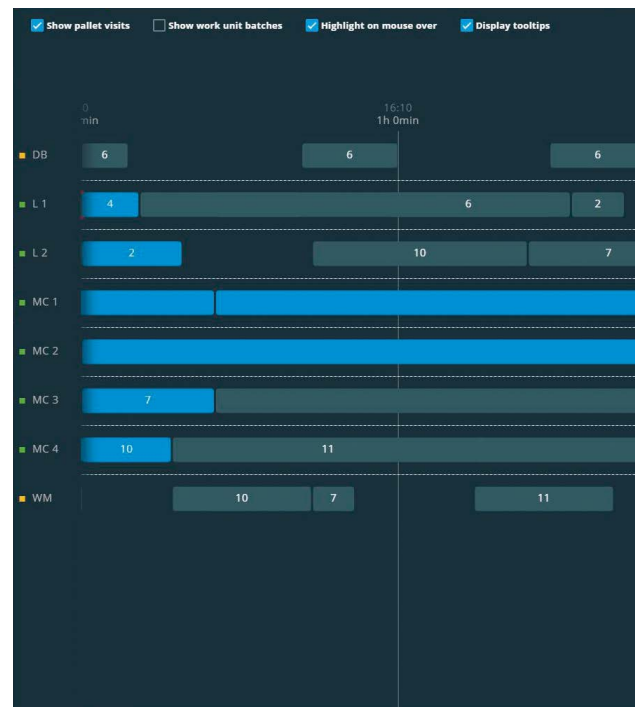 Show pallet visits Show work unit batches Highlight on mouse over Display tooltips
0 16:10
min 1h 0min
DB 6 6 6
L 1 4 6 2
L 2 2 10 7
MC 1
MC 2
MC 3 7
MC 4 10 11
WM 10 7 11